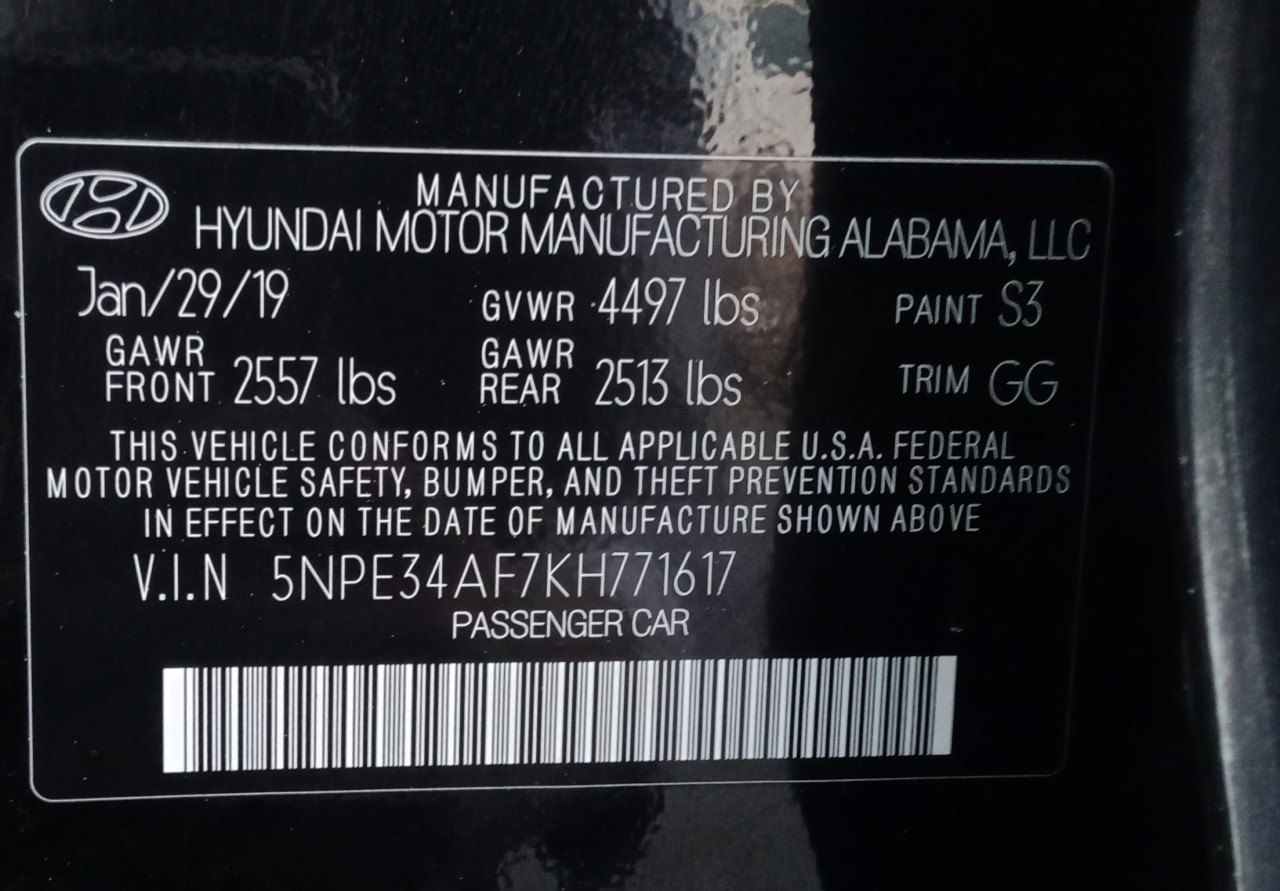 MANUFACTURED BY
HYUNDAI MOTOR MANUFACTURING ALABAMA, LLC
Jan/29/19 GVWR 4497 lbs PAINT S3
GAWR FRONT 2557 lbs GAWR REAR 2513 lbs TRIM GG
THIS VEHICLE CONFORMS TO ALL APPLICABLE U.S.A. FEDERAL
MOTOR VEHICLE SAFETY, BUMPER, AND THEFT PREVENTION STANDARDS
IN EFFECT ON THE DATE OF MANUFACTURE SHOWN ABOVE
V.I.N 5NPE34AF7KH771617
PASSENGER CAR